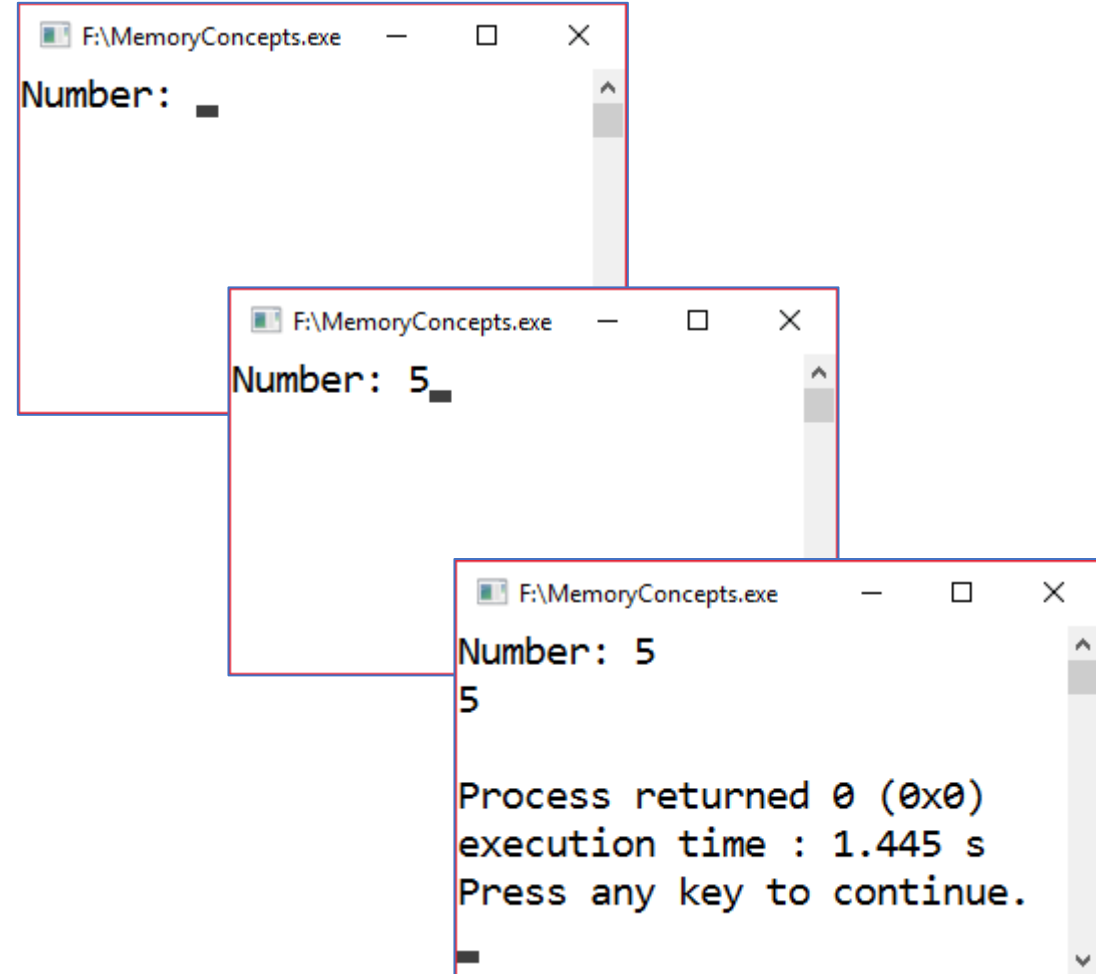 F:\MemoryConcepts.exe
Number:
F:\MemoryConcepts.exe
Number: 5
F:\MemoryConcepts.exe
Number: 5
5
Process returned 0 (0x0)
execution time : 1.445 s
Press any key to continue.